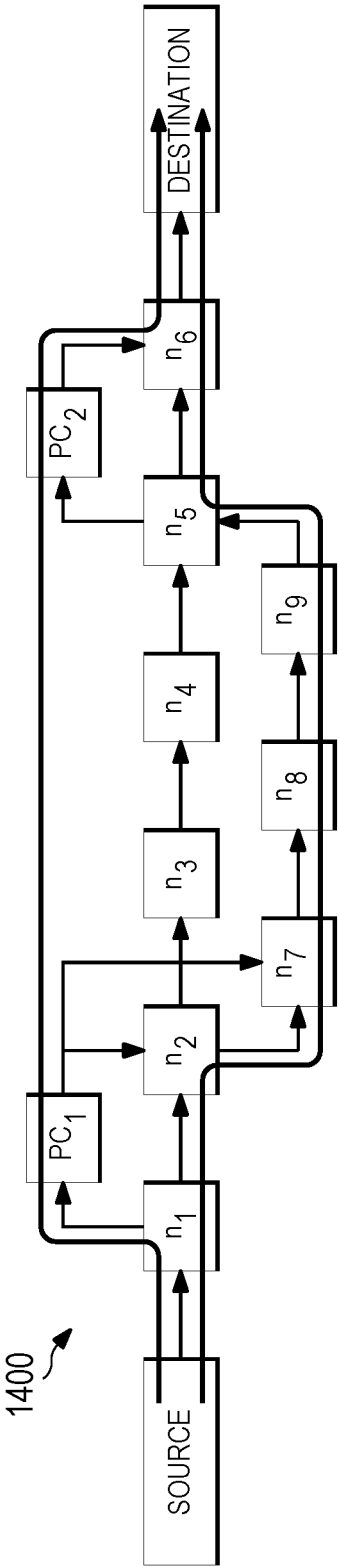 1400
SOURCE
n1
PC1
n2
n3
n4
n5
PC2
n6
DESTINATION
n7
n8
n9